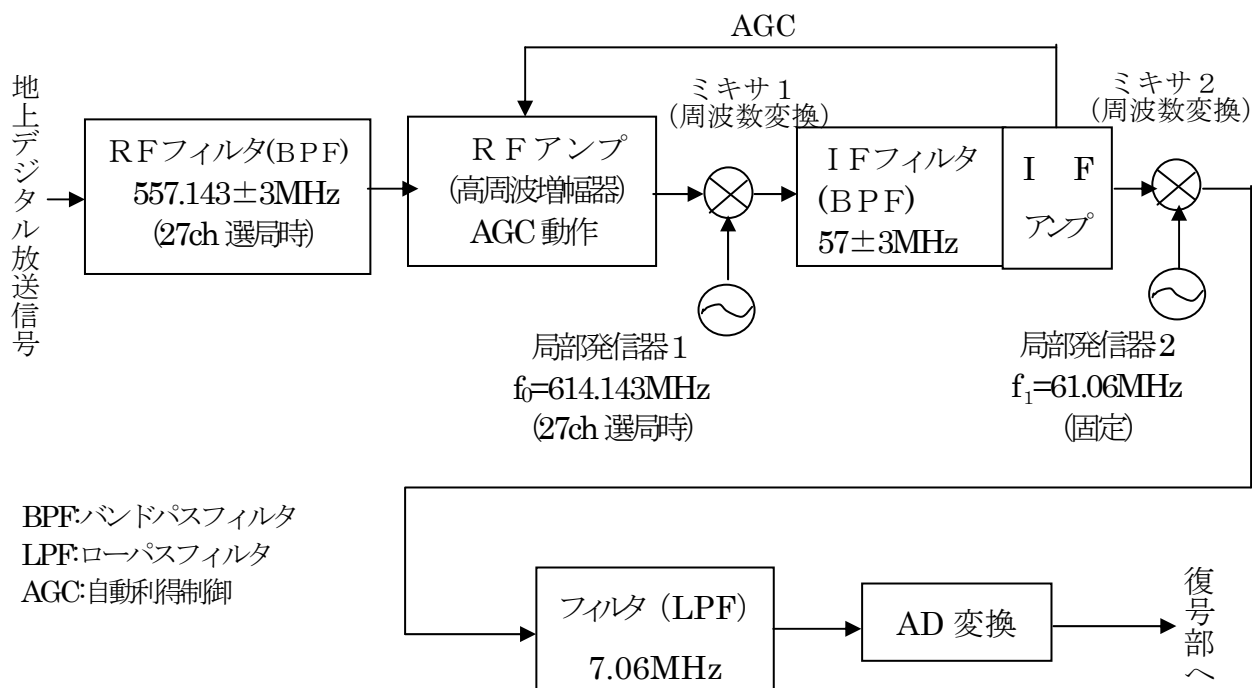 AGC
地上デジタル放送信号
ミキサ1
(周波数変換)
ミキサ2
(周波数変換)
RFフィルタ(BPF)
557.143±3MHz
(27ch 選局時)
RFアンプ
(高周波増幅器)
AGC 動作
IFフィルタ
(BPF)
57±3MHz
I F
アンプ
局部発信器1
f₀=614.143MHz
(27ch 選局時)
局部発信器2
f₁=61.06MHz
(固定)
BPF:バンドパスフィルタ
LPF:ローパスフィルタ
AGC:自動利得制御
フィルタ (LPF)
7.06MHz
AD 変換
復号部へ